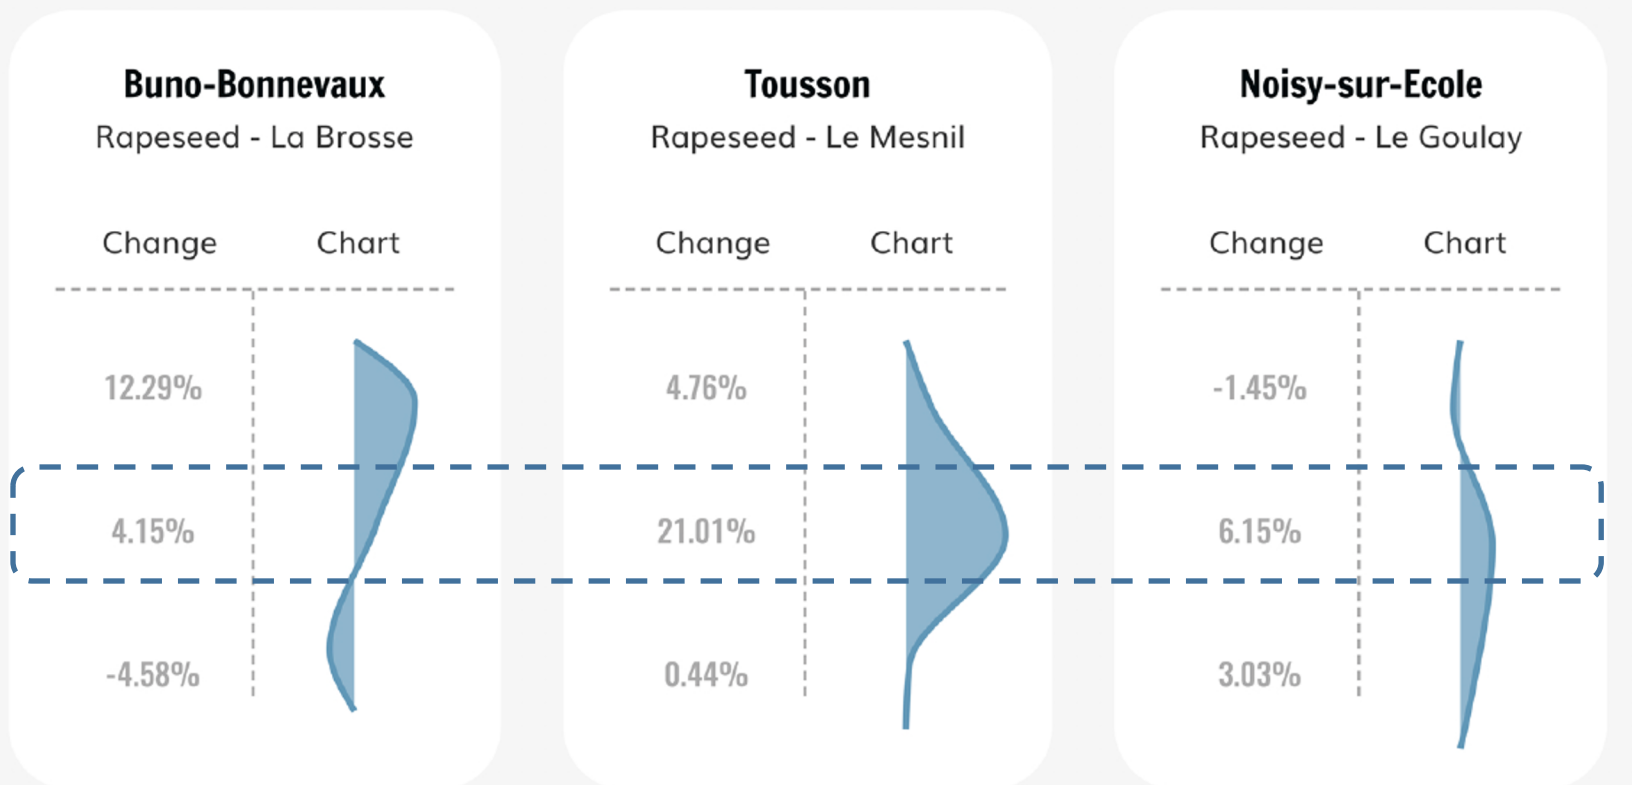 Buno-Bonnevaux
Rapeseed - La Brosse
Change Chart
12.29%
4.15%
-4.58%
Tousson
Rapeseed - Le Mesnil
Change Chart
4.76%
21.01%
0.44%
Noisy-sur-Ecole
Rapeseed - Le Goulay
Change Chart
-1.45%
6.15%
3.03%